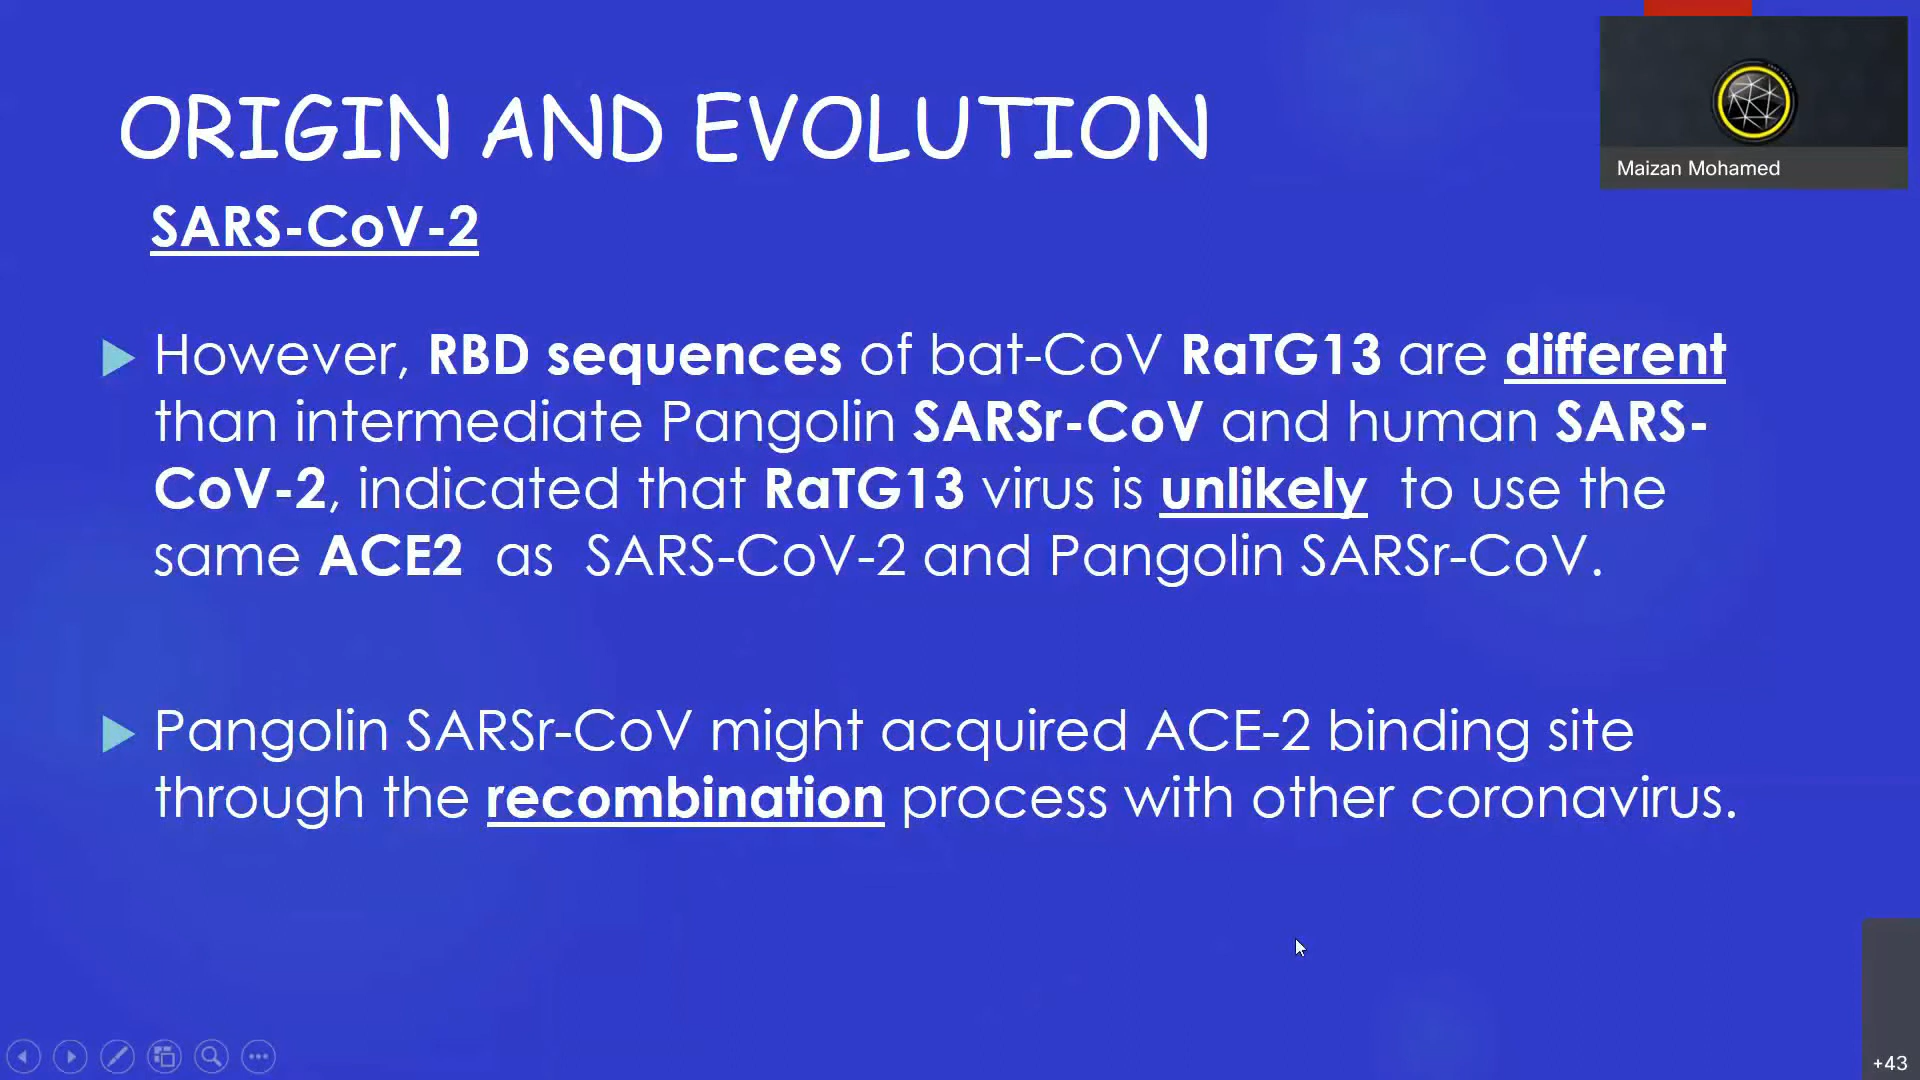 Maizan Mohamed
ORIGIN AND EVOLUTION
SARS-CoV-2
However, RBD sequences of bat-CoV RaTG13 are different
than intermediate Pangolin SARSr-CoV and human SARS-
CoV-2, indicated that RaTG13 virus is unlikely to use the
same ACE2 as SARS-CoV-2 and Pangolin SARSr-CoV.
Pangolin SARSr-CoV might acquired ACE-2 binding site
through the recombination process with other coronavirus.
+43